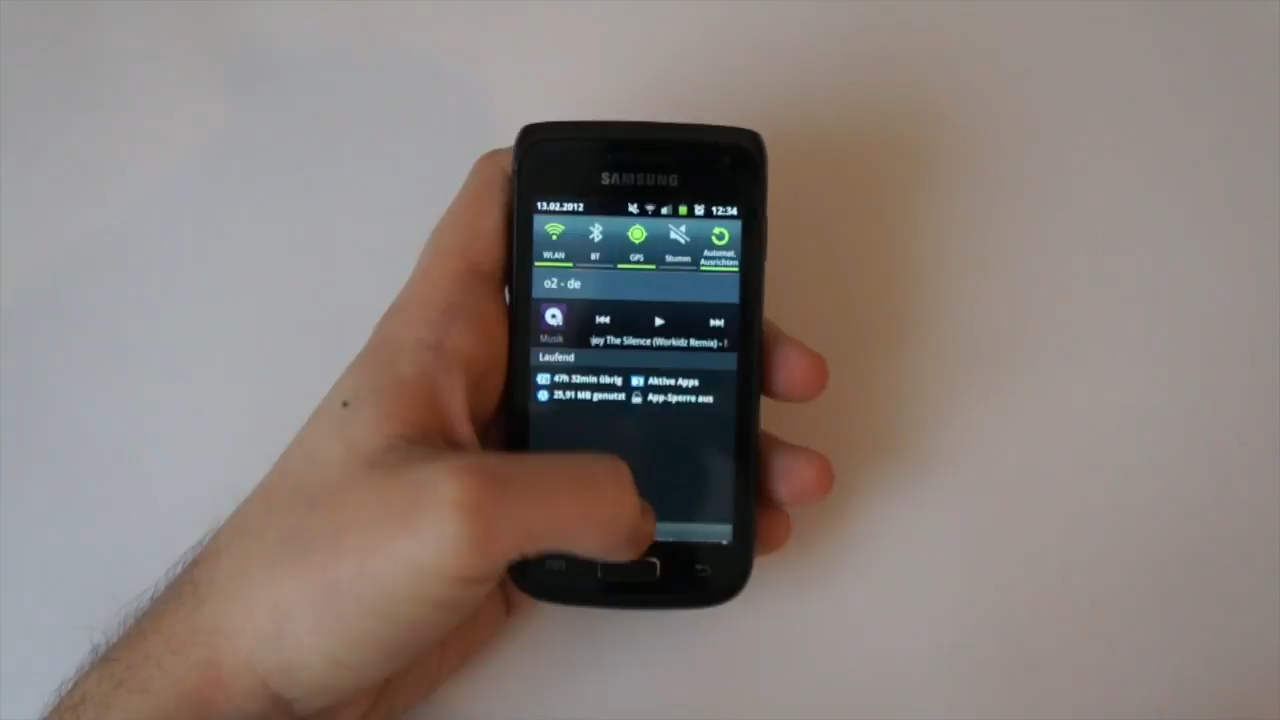 SAMSUNG
13.02.2012 12:34
WLAN BT GPS Stumm Automat. Ausrichten
o2 - de
Musik joy The Silence (Workidz Remix) -
Laufend
47h 32min übrig Aktive Apps
25,91 MB genutzt App-Sperre aus